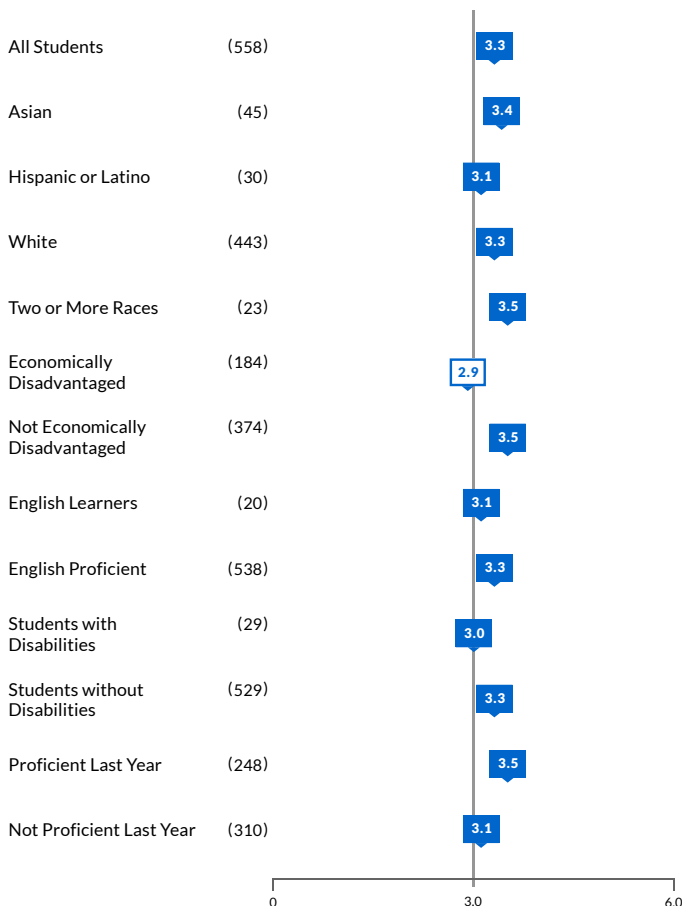 All Students (558) 3.3
Asian (45) 3.4
Hispanic or Latino (30) 3.1
White (443) 3.3
Two or More Races (23) 3.5
Economically (184)
Disadvantaged
2.9
Not Economically (374)
Disadvantaged
3.5
English Learners (20) 3.1
English Proficient (538) 3.3
Students with (29)
Disabilities
3.0
Students without (529)
Disabilities
3.3
Proficient Last Year (248) 3.5
Not Proficient Last Year (310) 3.1
0 3.0 6.0